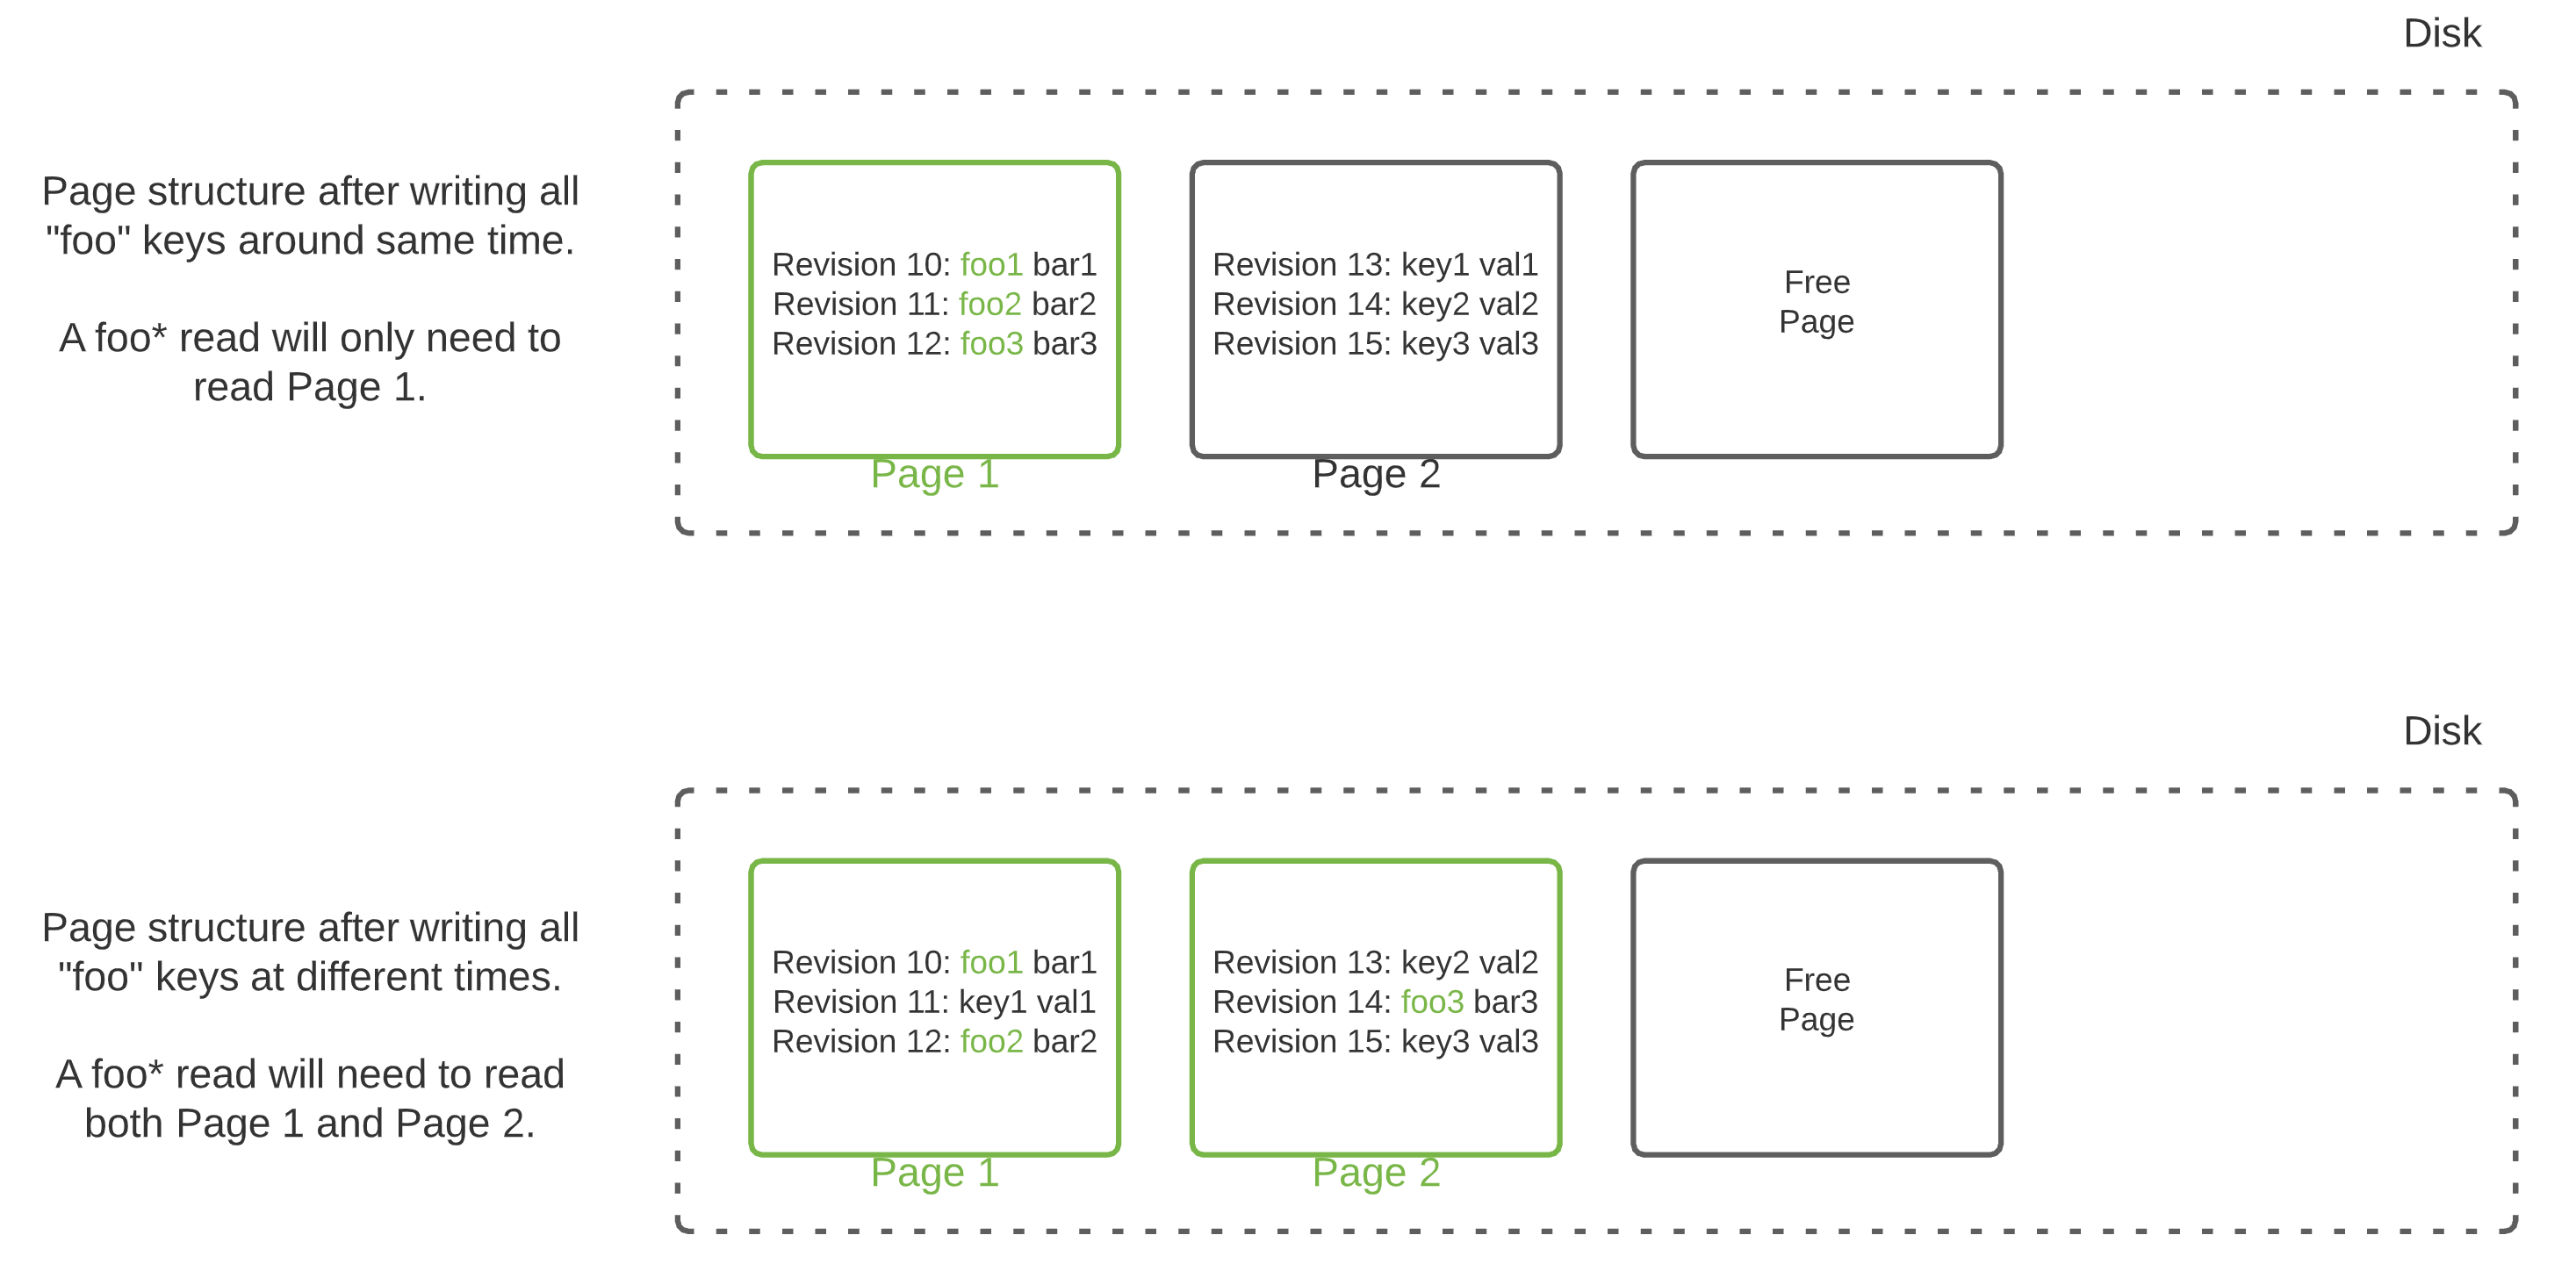 Disk
Page structure after writing all
"foo" keys around same time.
A foo* read will only need to
read Page 1.
Revision 10: foo1 bar1
Revision 11: foo2 bar2
Revision 12: foo3 bar3
Page 1
Revision 13: key1 val1
Revision 14: key2 val2
Revision 15: key3 val3
Page 2
Free
Page
Disk
Page structure after writing all
"foo" keys at different times.
A foo* read will need to read
both Page 1 and Page 2.
Revision 10: foo1 bar1
Revision 11: key1 val1
Revision 12: foo2 bar2
Page 1
Revision 13: key2 val2
Revision 14: foo3 bar3
Revision 15: key3 val3
Page 2
Free
Page